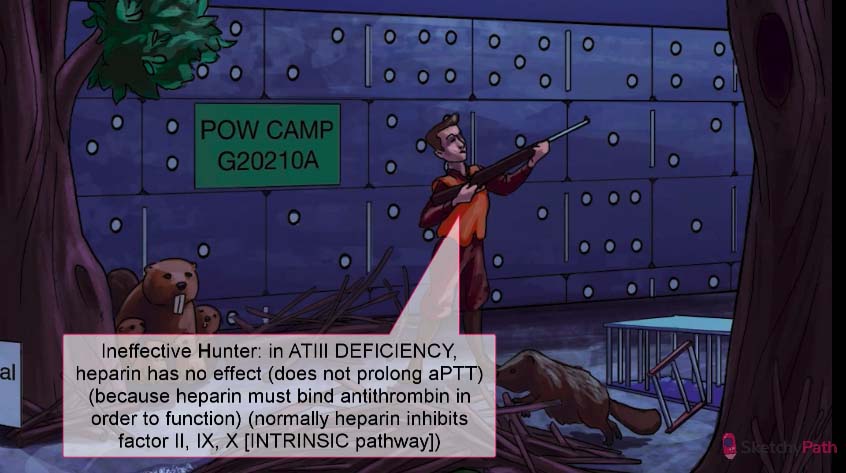 POW CAMP
G20210A
Ineffective Hunter: in ATIII DEFICIENCY,
heparin has no effect (does not prolong aPTT)
(because heparin must bind antithrombin in
order to function) (normally heparin inhibits
factor II, IX, X [INTRINSIC pathway])
al
SketchyPath